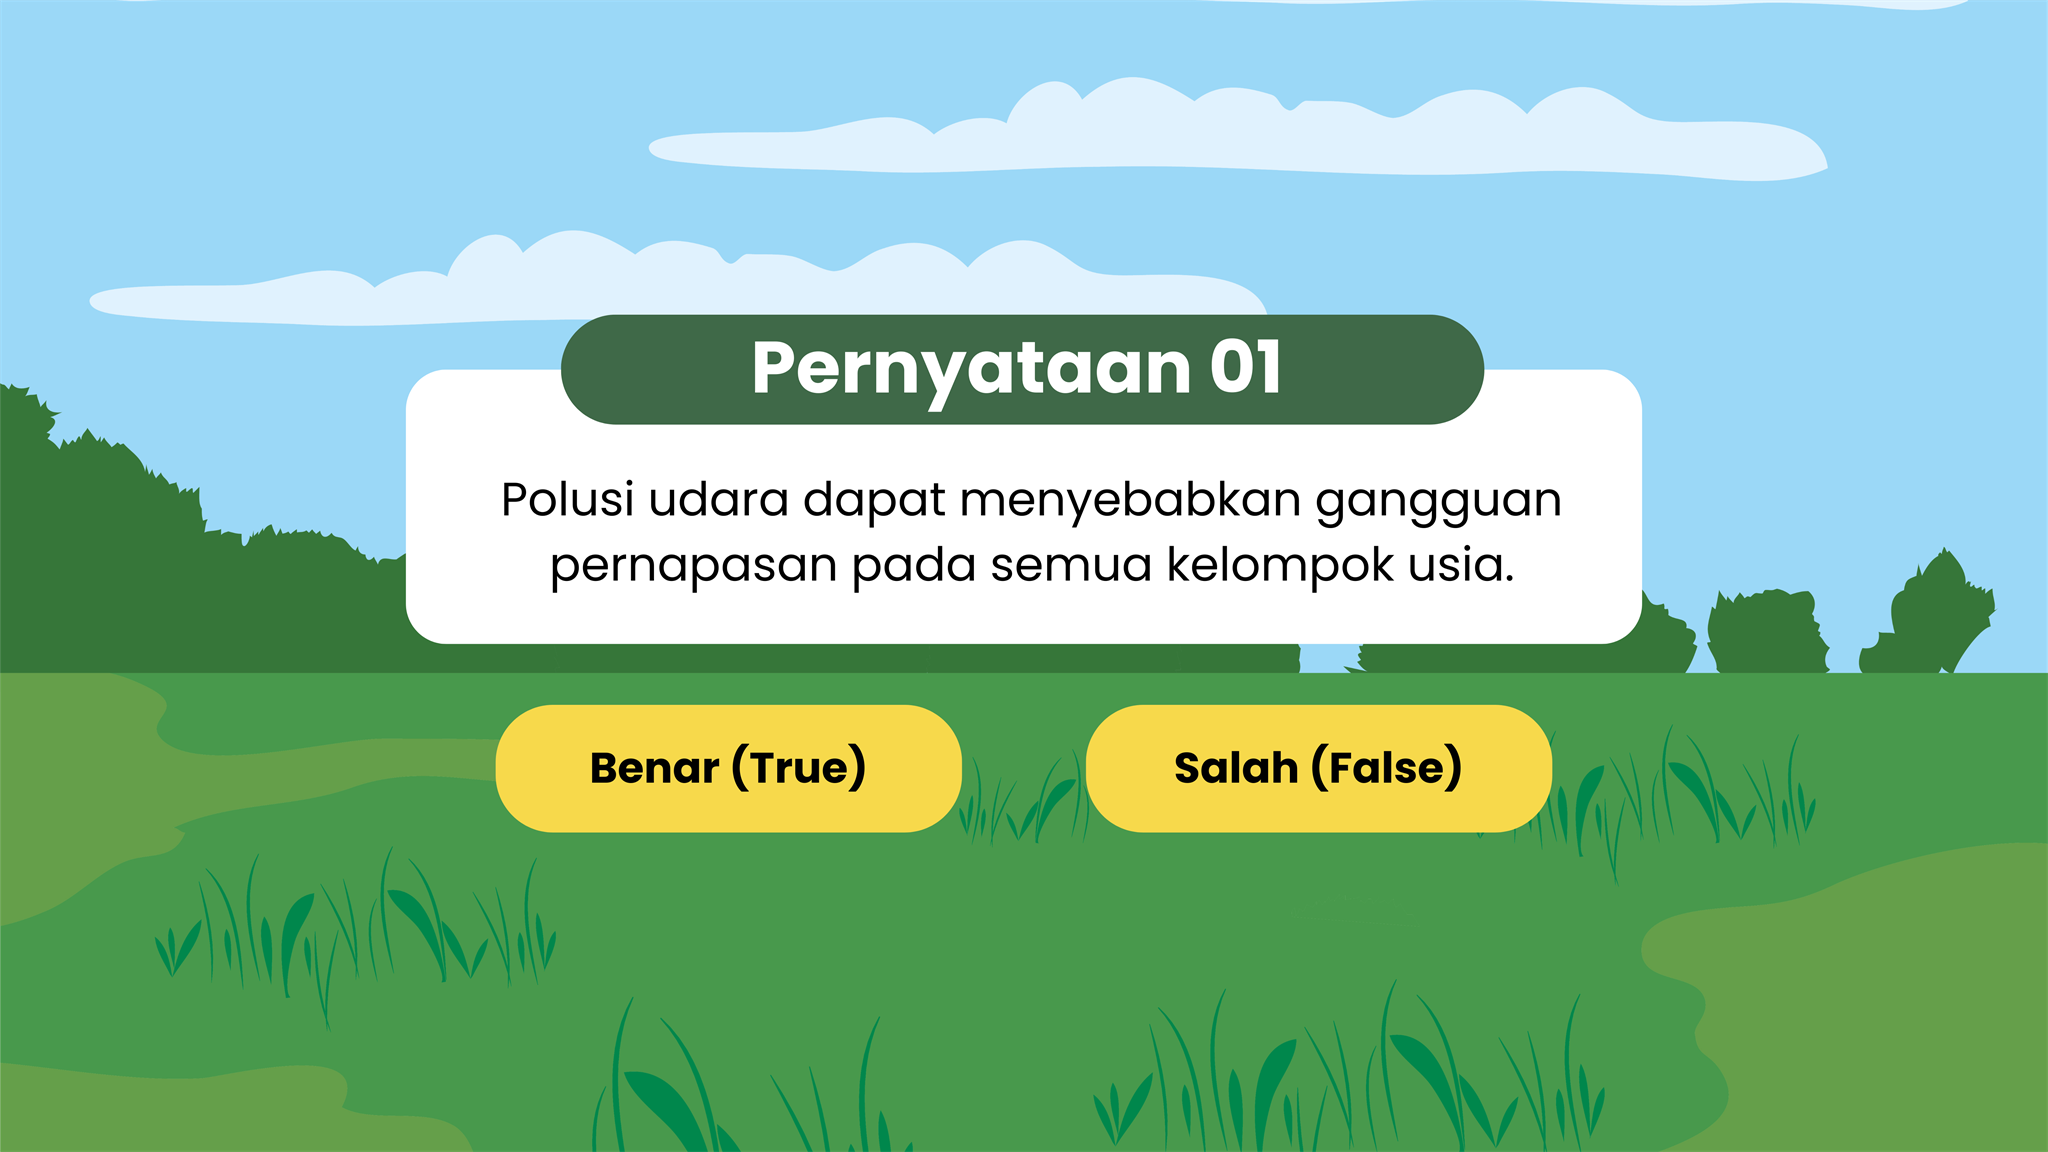 Pernyataan 01
Polusi udara dapat menyebabkan gangguan
pernapasan pada semua kelompok usia.
Benar (True)
Salah (False)